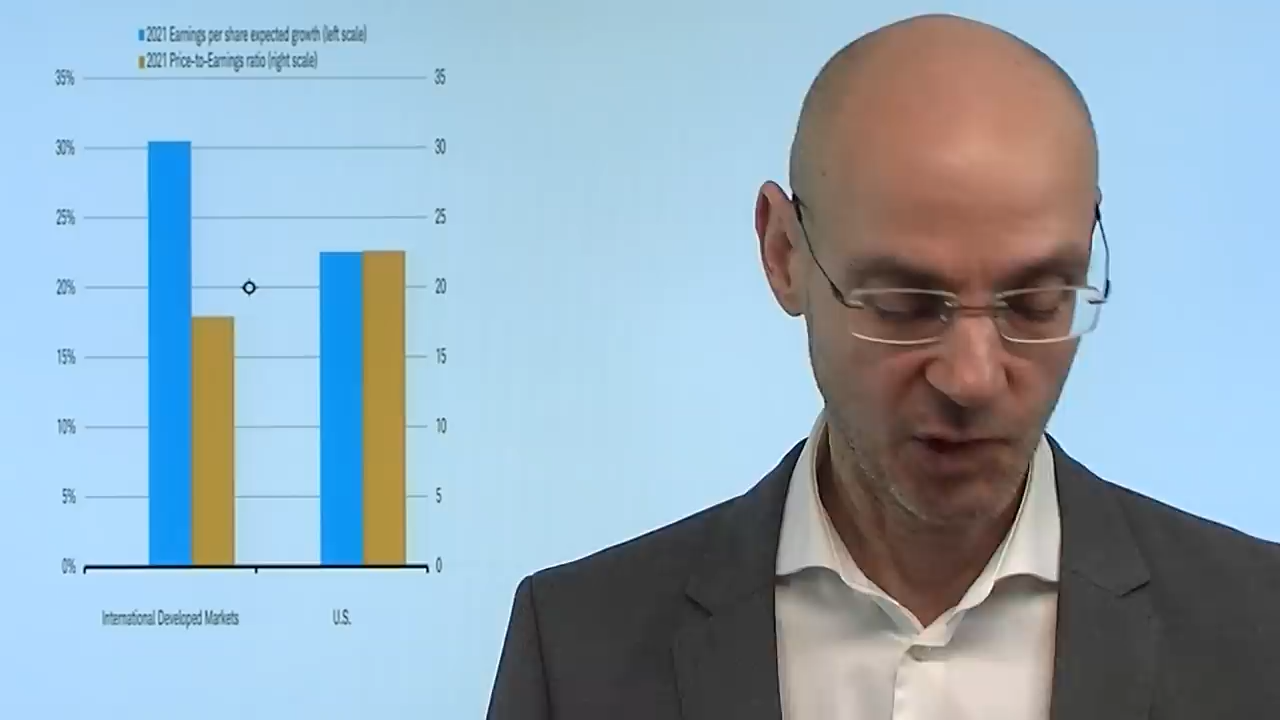 2021 Earnings per share expected growth (left scale)
2021 Price-to-Earnings ratio (right scale)
35% 35
30% 30
25% 25
20% 20
15% 15
10% 10
5% 5
0% 0
International Developed Markets U.S.